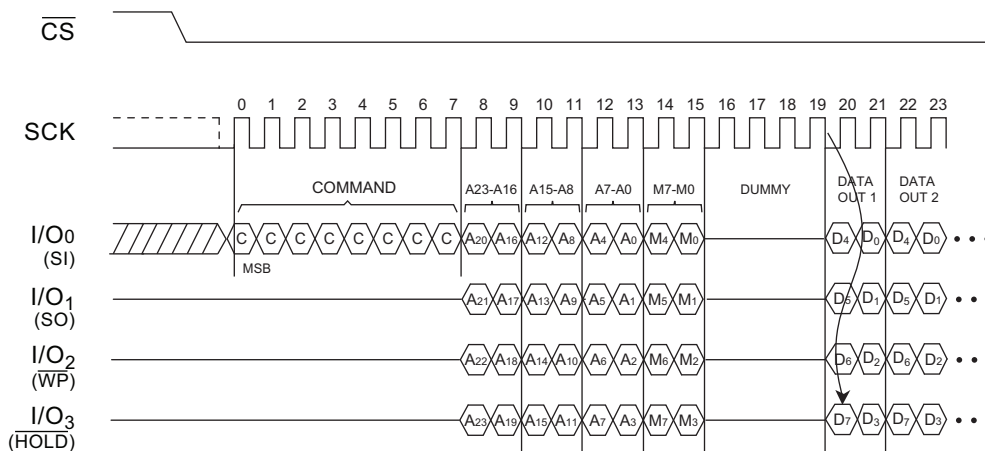 CS
0 1 2 3 4 5 6 7 8 9 10 11 12 13 14 15 16 17 18 19 20 21 22 23
SCK
COMMAND A23-A16 A15-A8 A7-A0 M7-M0 DUMMY DATA OUT 1 DATA OUT 2
I/O0 C C C C C C C C A20 A16 A12 A8 A4 A0 M4 M0 D4 D0 D4 D0 • • •
(SI) MSB
I/O1 A21 A17 A13 A9 A5 A1 M5 M1 D5 D1 D5 D1 • •
(SO)
I/O2 A22 A18 A14 A10 A6 A2 M6 M2 D6 D2 D6 D2 • •
(WP)
I/O3 A23 A19 A15 A11 A7 A3 M7 M3 D7 D3 D7 D3 • •
(HOLD)